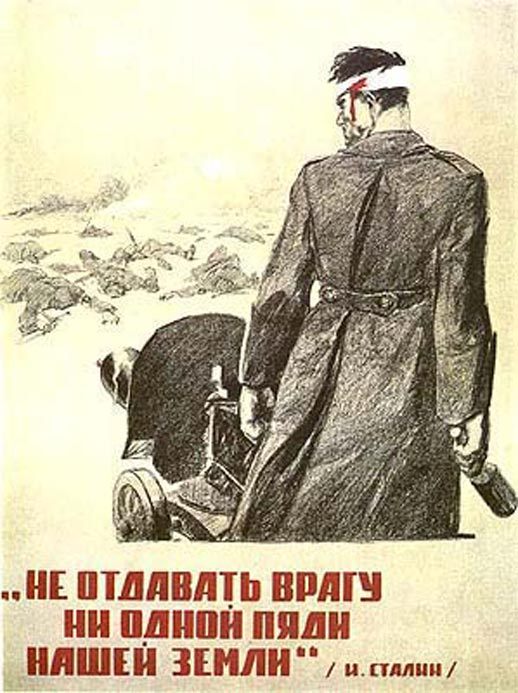 „НЕ ОТДАВАТЬ ВРАГУ
НИ ОДНОЙ ПЯДИ
НАШЕЙ ЗЕМЛИ“ / И. СТАЛИН /